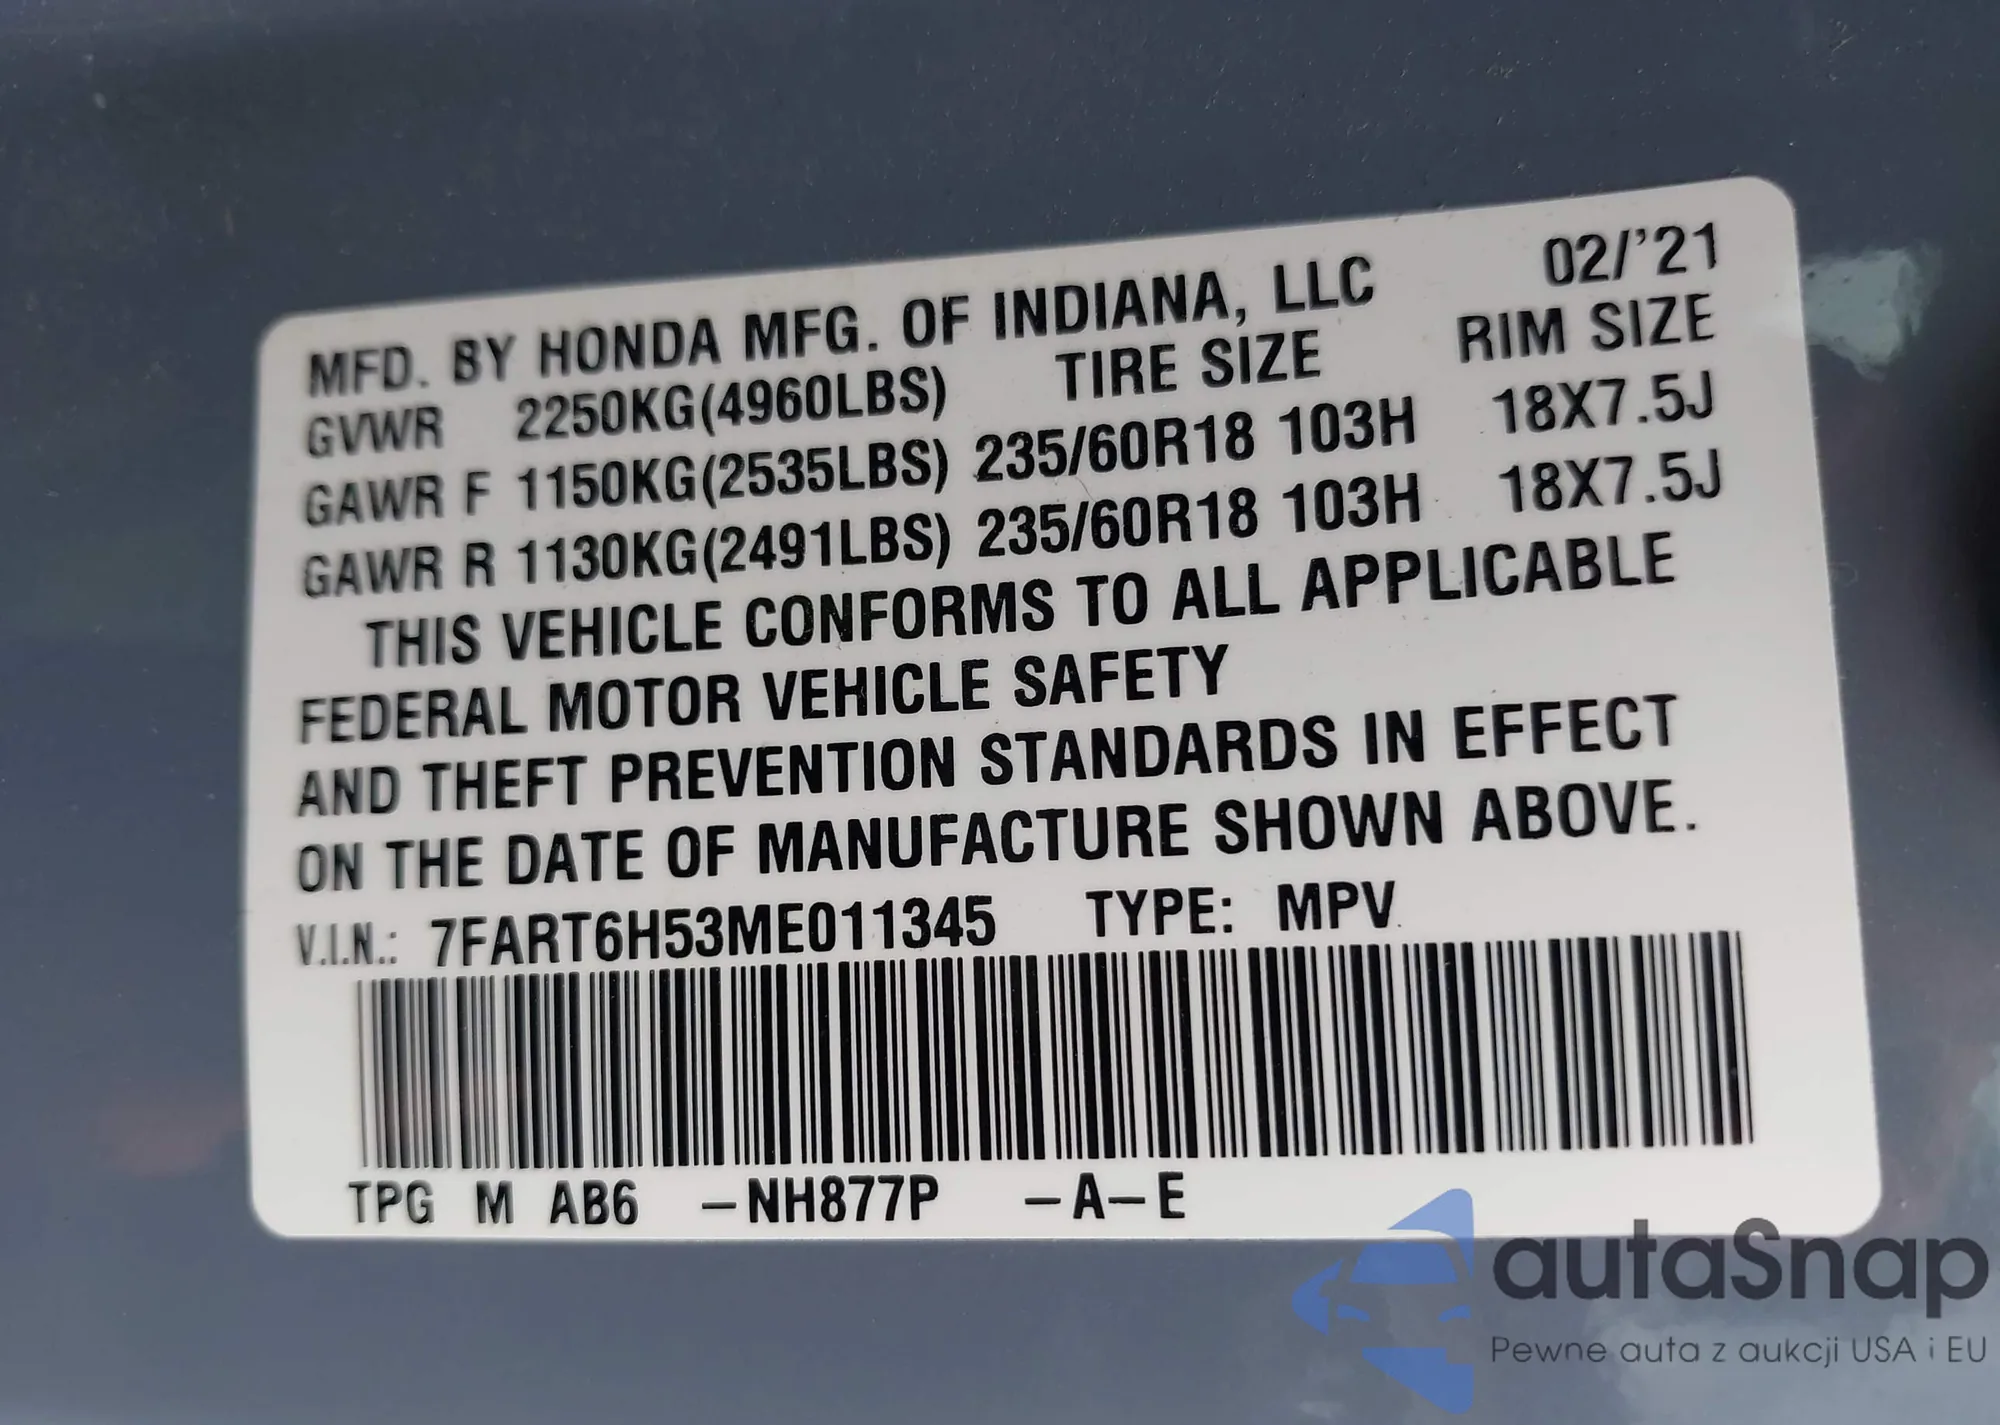 MFD. BY HONDA MFG. OF INDIANA, LLC 02/'21
GVWR 2250KG(4960LBS) TIRE SIZE RIM SIZE
GAWR F 1150KG(2535LBS) 235/60R18 103H 18X7.5J
GAWR R 1130KG(2491LBS) 235/60R18 103H 18X7.5J
THIS VEHICLE CONFORMS TO ALL APPLICABLE
FEDERAL MOTOR VEHICLE SAFETY
AND THEFT PREVENTION STANDARDS IN EFFECT
ON THE DATE OF MANUFACTURE SHOWN ABOVE.
V.I.N.: 7FART6H53ME011345 TYPE: MPV
TPG M AB6 -NH877P -A-E
autaSnap
Pewne auta z aukcji USA i EU